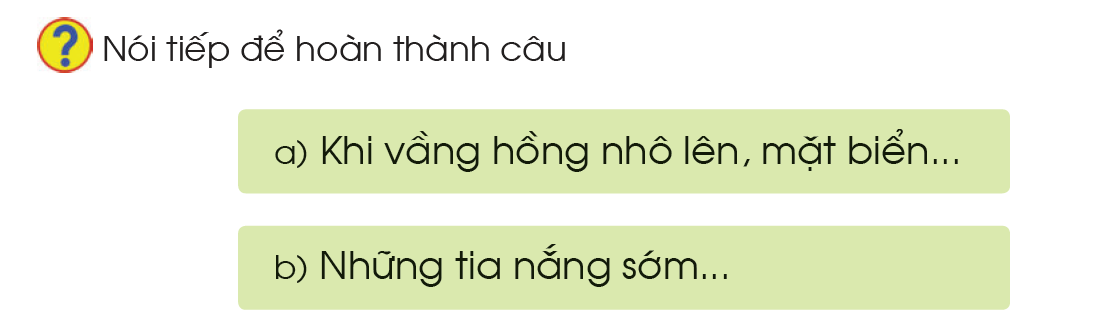 ? Nói tiếp để hoàn thành câu
a) Khi vầng hồng nhô lên, mặt biển...
b) Những tia nắng sớm...